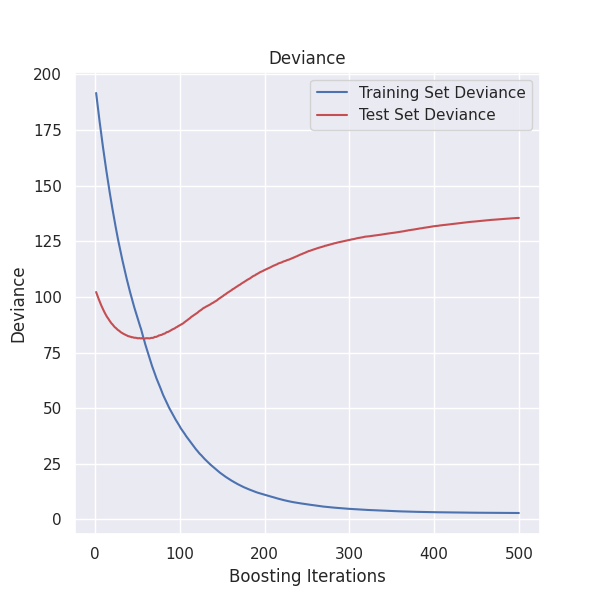 Deviance
Training Set Deviance
Test Set Deviance
200
175
150
125
100
75
50
25
0
Deviance
0 100 200 300 400 500
Boosting Iterations